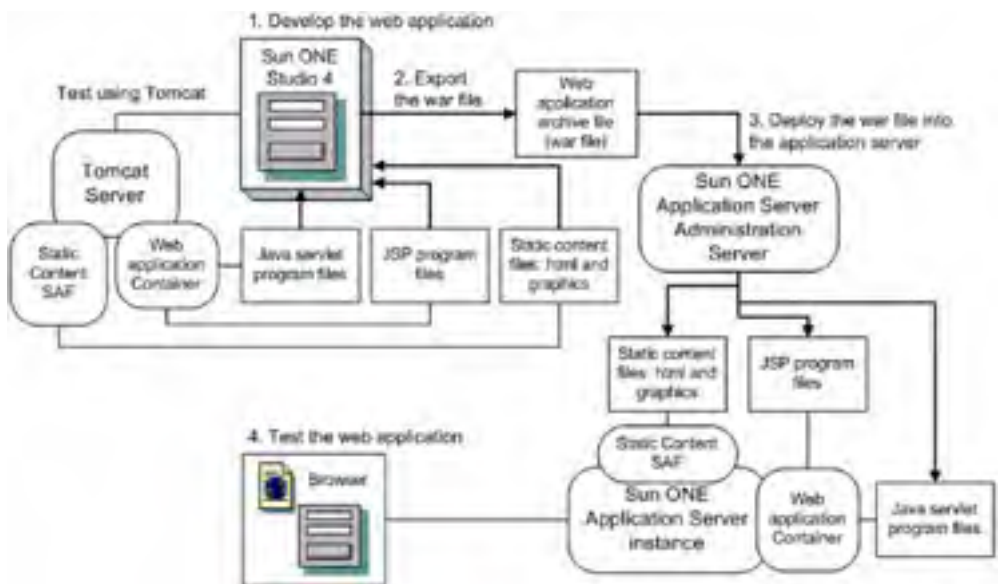 1. Develop the web application
Sun ONE
Studio 4
Test using Tomcat
2. Export
the war file
Web
application
archive file
(war file)
3. Deploy the war file into
the application server
Tomcat
Server
Sun ONE
Application Server
Administration
Server
Static
Content
SAF
Web
application
Container
Java servlet
program files
JSP program
files
Static content
files: html and
graphics
Static content
files: html and
graphics
JSP program
files
4. Test the web application
Browser
Static Content
SAF
Sun ONE
Application Server
instance
Web
application
Container
Java servlet
program files